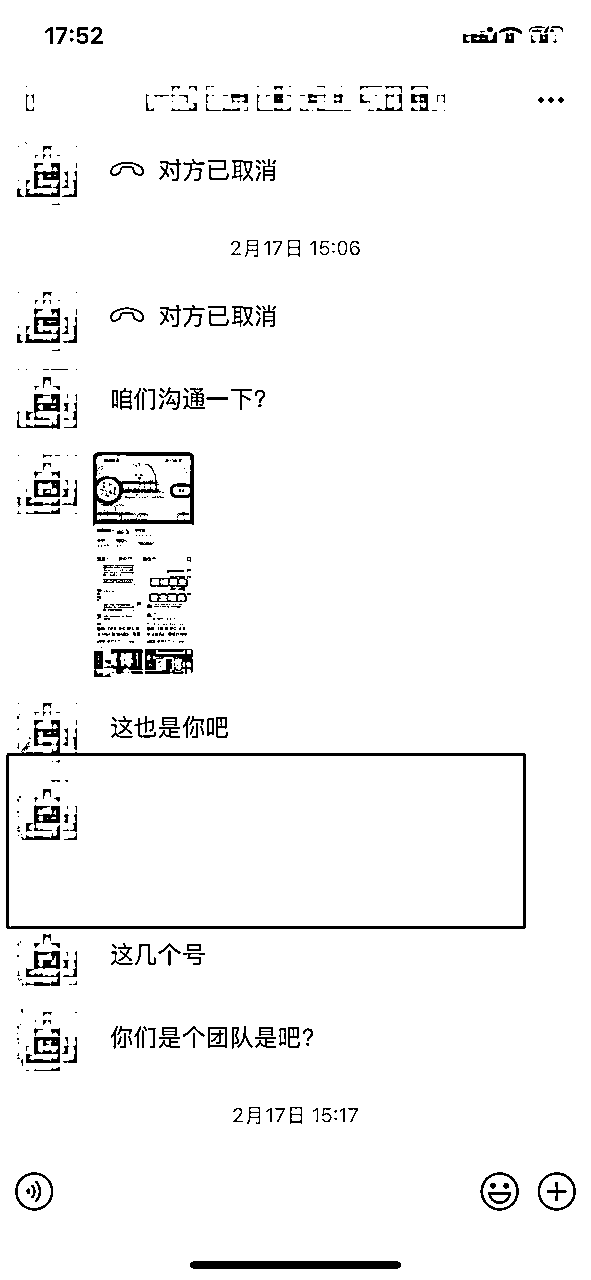 17:52
对方已取消
2月17日 15:06
对方已取消
咱们沟通一下?
这也是你吧
这几个号
你们是个团队是吧?
2月17日 15:17